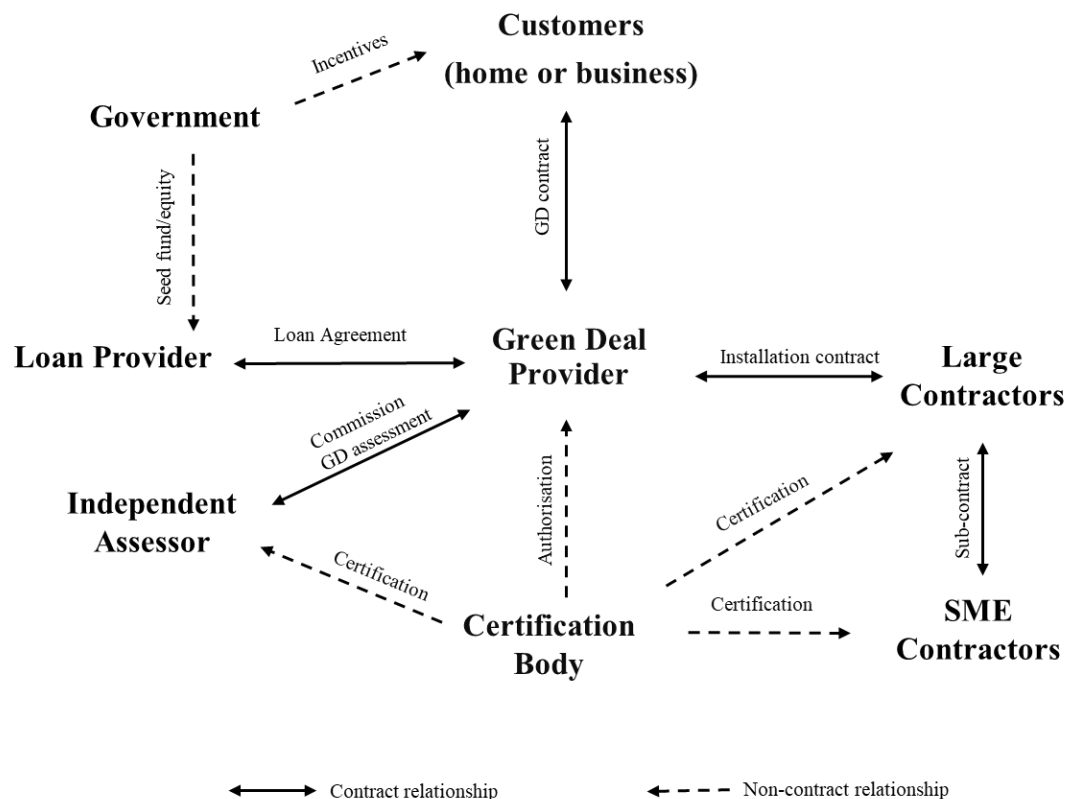 Customers
(home or business)
Incentives
Government
GD contract
Seed fund/equity
Loan Provider
Loan Agreement
Green Deal
Provider
Installation contract
Large
Contractors
Commission
GD assessment
Independent
Assessor
Authorisation
Certification
Sub-contract
Certification
Certification
Certification
Body
SME
Contractors
Contract relationship
Non-contract relationship